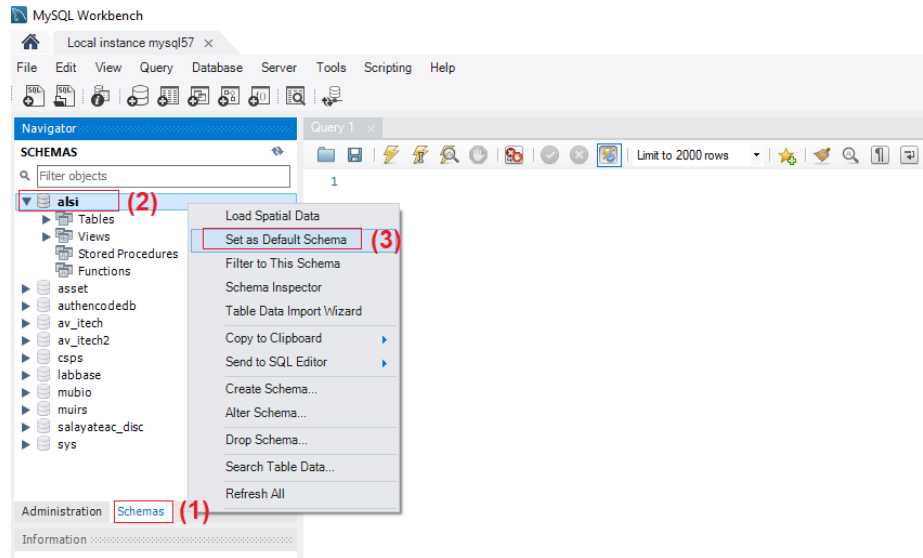 MySQL Workbench
Local instance mysql57 ×
File Edit View Query Database Server Tools Scripting Help
SQL SQL
Navigator Query 1 ×
SCHEMAS
Limit to 2000 rows
Filter objects
1
alsi (2)
Tables
Views
Stored Procedures
Functions
asset
authencodedb
av_itech
av_itech2
csps
labbase
mubio
muirs
salayateac_disc
sys
Load Spatial Data
Set as Default Schema (3)
Filter to This Schema
Schema Inspector
Table Data Import Wizard
Copy to Clipboard
Send to SQL Editor
Create Schema...
Alter Schema...
Drop Schema...
Search Table Data...
Refresh All
Administration Schemas (1)
Information